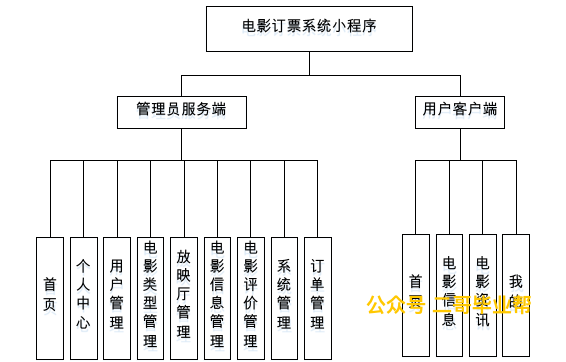 电影订票系统小程序
管理员服务端
用户客户端
首页
个人中心
用户管理
电影类型管理
放映厅管理
电影信息管理
电影评价管理
系统管理
订单管理
首页
电影信息
电影资讯
我的
公众号 二哥毕业帮